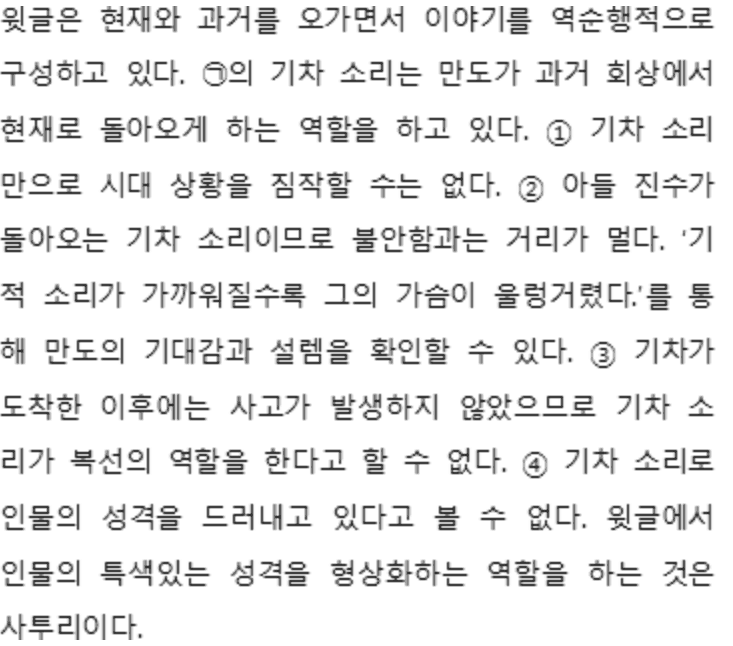 윗글은 현재와 과거를 오가면서 이야기를 역순행적으로
구성하고 있다. ㉠의 기차 소리는 만도가 과거 회상에서
현재로 돌아오게 하는 역할을 하고 있다. ① 기차 소리
만으로 시대 상황을 짐작할 수는 없다. ② 아들 진수가
돌아오는 기차 소리이므로 불안함과는 거리가 멀다. '기
적 소리가 가까워질수록 그의 가슴이 울렁거렸다.'를 통
해 만도의 기대감과 설렘을 확인할 수 있다. ③ 기차가
도착한 이후에는 사고가 발생하지 않았으므로 기차 소
리가 복선의 역할을 한다고 할 수 없다. ④ 기차 소리로
인물의 성격을 드러내고 있다고 볼 수 없다. 윗글에서
인물의 특색있는 성격을 형상화하는 역할을 하는 것은
사투리이다.